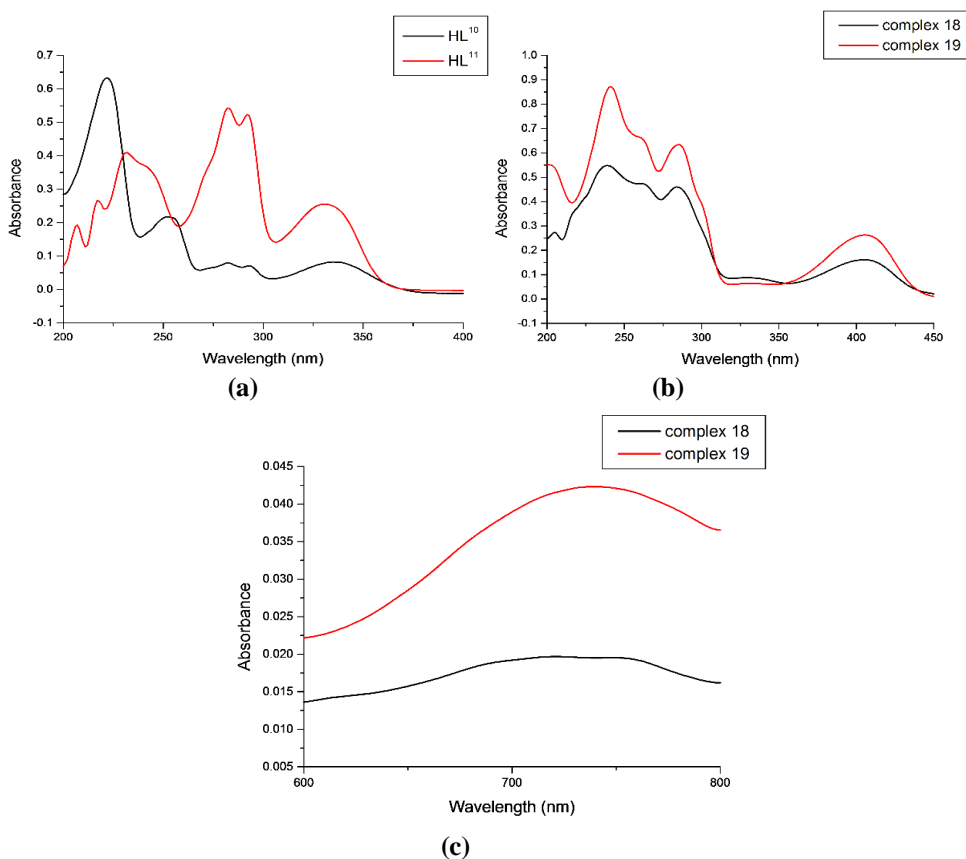 HL10
HL11
0.7
0.6
0.5
0.4
0.3
0.2
0.1
0.0
-0.1
Absorbance
200 250 300 350 400
Wavelength (nm)
(a)
complex 18
complex 19
1.0
0.9
0.8
0.7
0.6
0.5
0.4
0.3
0.2
0.1
0.0
-0.1
Absorbance
200 250 300 350 400 450
Wavelength (nm)
(b)
complex 18
complex 19
0.045
0.040
0.035
0.030
0.025
0.020
0.015
0.010
0.005
Absorbance
600 700 800
Wavelength (nm)
(c)